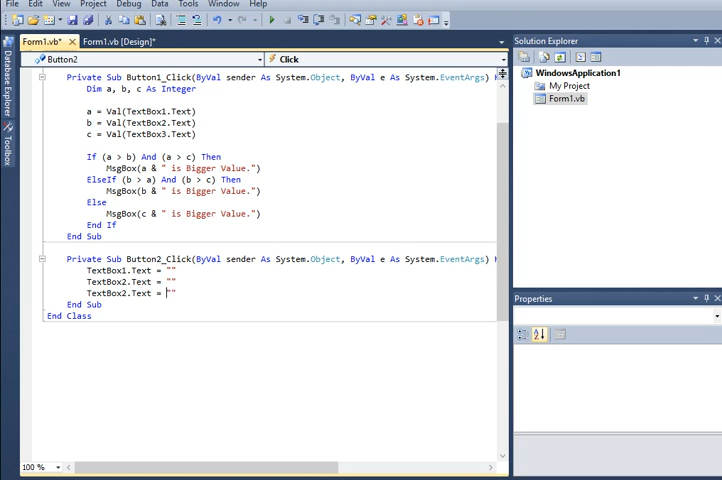 File Edit View Project Debug Data Tools Window Help
Form1.vb* Form1.vb [Design]*
Button2 Click
Private Sub Button1_Click(ByVal sender As System.Object, ByVal e As System.EventArgs)
Dim a, b, c As Integer
a = Val(TextBox1.Text)
b = Val(TextBox2.Text)
c = Val(TextBox3.Text)
If (a > b) And (a > c) Then
MsgBox(a & " is Bigger Value.")
ElseIf (b > a) And (b > c) Then
MsgBox(b & " is Bigger Value.")
Else
MsgBox(c & " is Bigger Value.")
End If
End Sub
Private Sub Button2_Click(ByVal sender As System.Object, ByVal e As System.EventArgs)
TextBox1.Text = ""
TextBox2.Text = ""
TextBox2.Text = ""
End Sub
End Class
100 %
Database Explorer
Toolbox
Solution Explorer
WindowsApplication1
My Project
Form1.vb
Properties